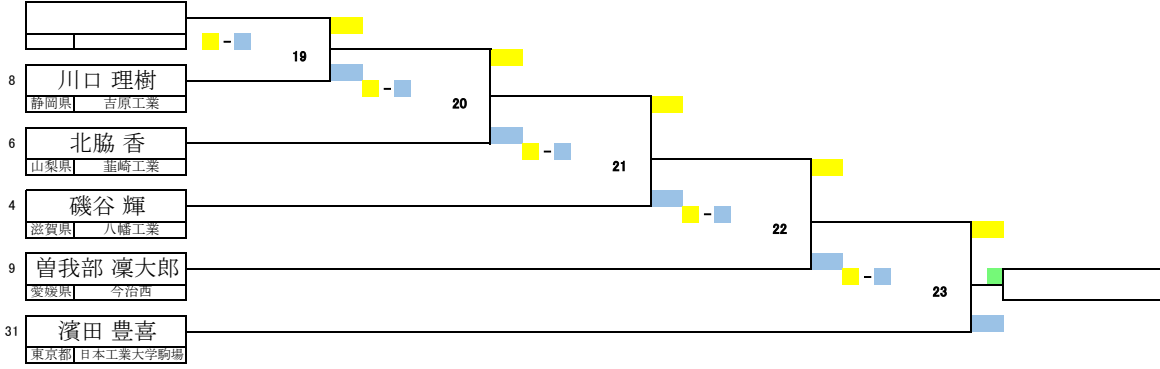 -
19
8 川口 理樹
静岡県 吉原工業
-
20
6 北脇 香
山梨県 韮崎工業
-
21
4 磯谷 輝
滋賀県 八幡工業
-
22
9 曽我部 凜大郎
愛媛県 今治西
-
23
31 濱田 豊喜
東京都 日本工業大学駒場